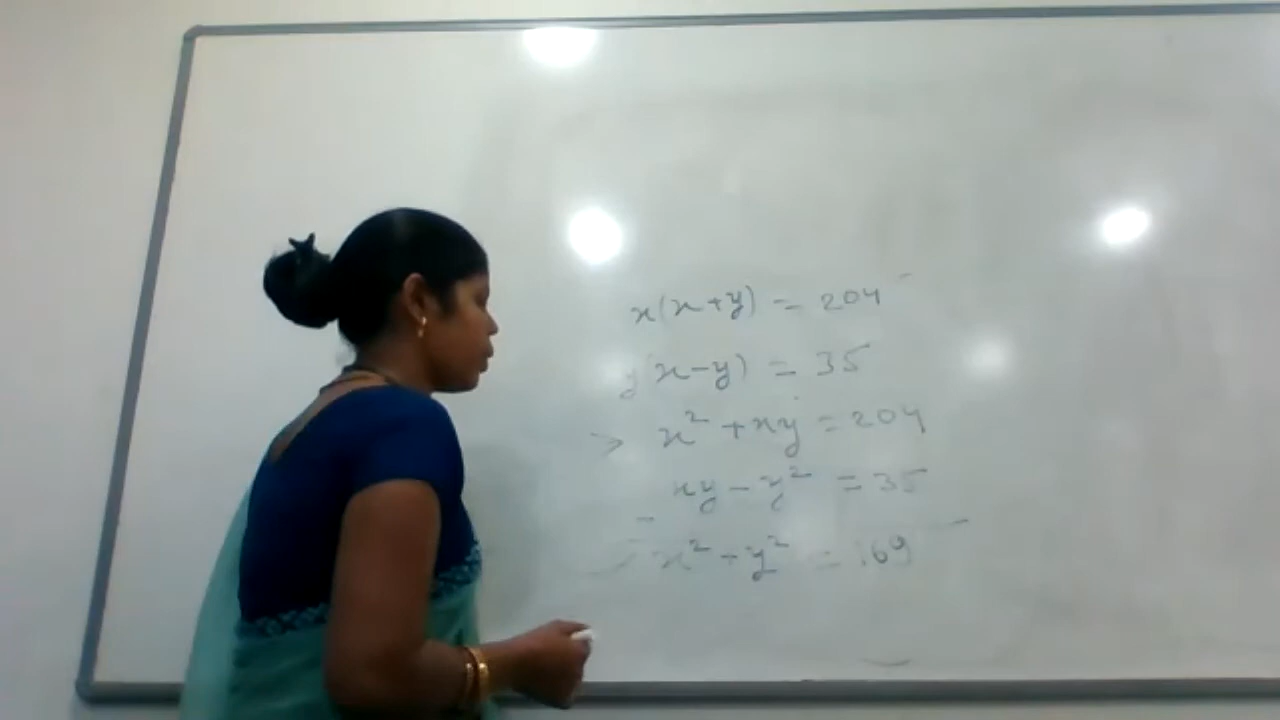 x(x+y) = 204
y(x-y) = 35
> x² + xy = 204
xy - y² = 35
x² + y² = 169